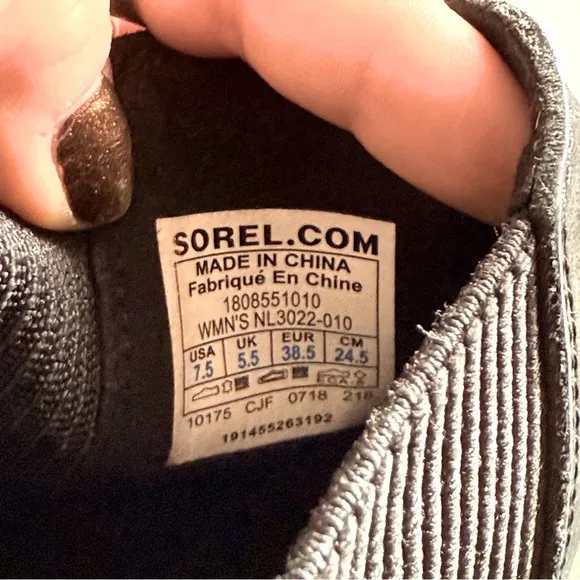 SOREL.COM
MADE IN CHINA
Fabriqué En Chine
1808551010
WMN'S NL3022-010
USA UK EUR CM
7.5 5.5 38.5 24.5
10175 CJF 0718 218
191455263192